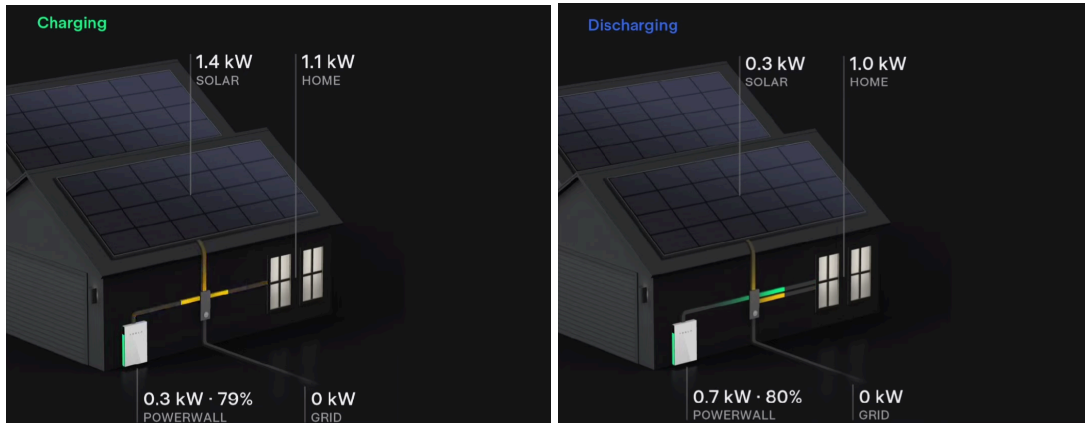 Charging
1.4 kW
SOLAR
1.1 kW
HOME
0.3 kW · 79%
POWERWALL
0 kW
GRID
Discharging
0.3 kW
SOLAR
1.0 kW
HOME
0.7 kW · 80%
POWERWALL
0 kW
GRID